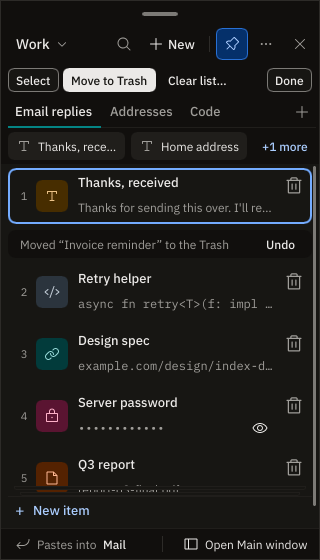 Work
New
Select
Move to Trash
Clear list...
Done
Email replies
Addresses
Code
Thanks, rece...
Home address
+1 more
1
Thanks, received
Thanks for sending this over. I'll re...
Moved “Invoice reminder” to the Trash
Undo
2
Retry helper
async fn retry<T>(f: impl …
3
Design spec
example.com/design/index-d…
4
Server password
••••••••••••
5
Q3 report
+ New item
Pastes into Mail
Open Main window